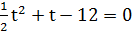 ½t² + t − 12 = 0